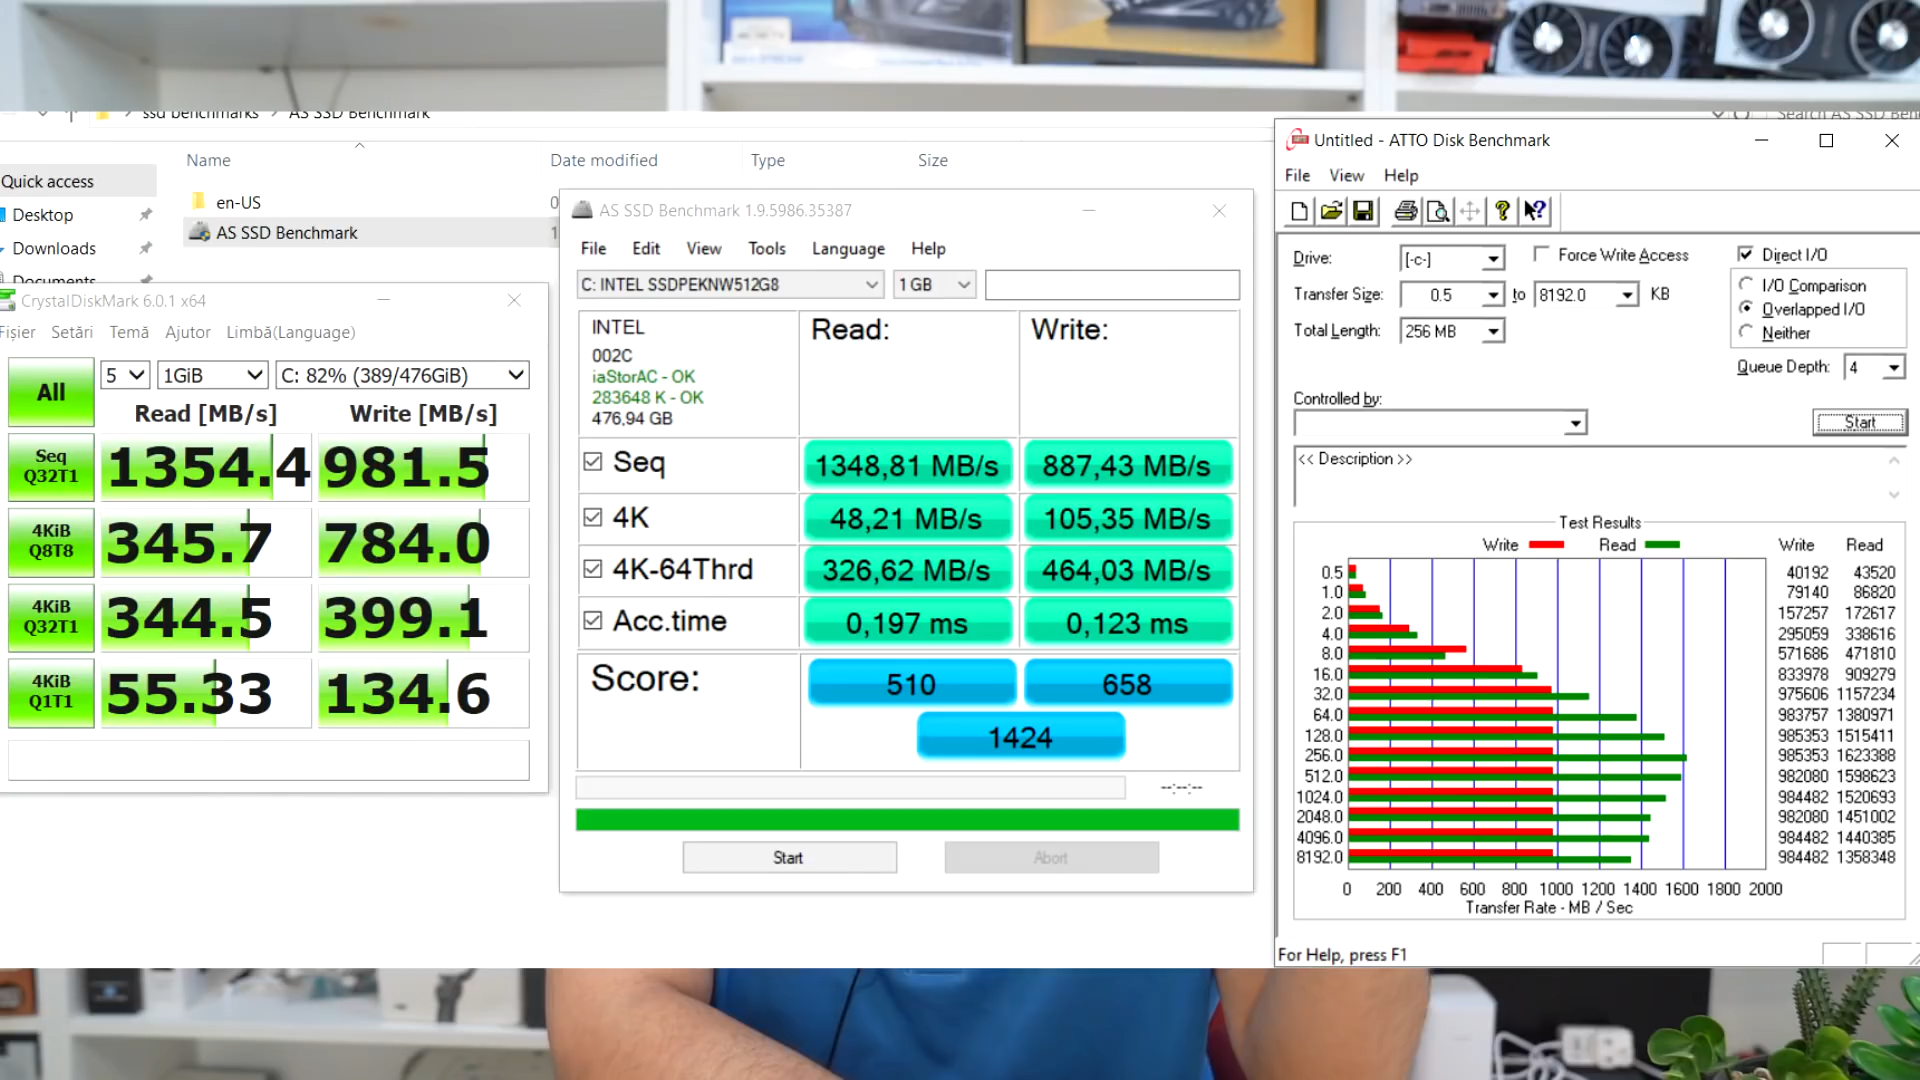 ssd benchmarks > AS SSD Benchmark
Search AS SSD Ben
Name Date modified Type Size
Quick access
Desktop
Downloads
Documents
en-US
AS SSD Benchmark
CrystalDiskMark 6.0.1 x64
Fișier Setări Temă Ajutor Limbă(Language)
All 5 1GiB C: 82% (389/476GiB)
Read [MB/s] Write [MB/s]
Seq Q32T1 1354.4 981.5
4KiB Q8T8 345.7 784.0
4KiB Q32T1 344.5 399.1
4KiB Q1T1 55.33 134.6
AS SSD Benchmark 1.9.5986.35387
File Edit View Tools Language Help
C: INTEL SSDPEKNW512G8 1 GB
INTEL
002C
iaStorAC - OK
283648 K - OK
476,94 GB
Read: Write:
Seq 1348,81 MB/s 887,43 MB/s
4K 48,21 MB/s 105,35 MB/s
4K-64Thrd 326,62 MB/s 464,03 MB/s
Acc.time 0,197 ms 0,123 ms
Score: 510 658
1424
--:--:--
Start Abort
Untitled - ATTO Disk Benchmark
File View Help
Drive: [-c-] Force Write Access Direct I/O
Transfer Size: 0.5 to 8192.0 KB
Total Length: 256 MB
I/O Comparison
Overlapped I/O
Neither
Queue Depth: 4
Controlled by:
Start
<< Description >>
Test Results
Write Read Write Read
0.5 40192 43520
1.0 79140 86820
2.0 157257 172617
4.0 295059 338616
8.0 571686 471810
16.0 833978 909279
32.0 975606 1157234
64.0 983757 1380971
128.0 985353 1515411
256.0 985353 1623388
512.0 982080 1598623
1024.0 984482 1520693
2048.0 982080 1451002
4096.0 984482 1440385
8192.0 984482 1358348
0 200 400 600 800 1000 1200 1400 1600 1800 2000
Transfer Rate - MB / Sec
For Help, press F1